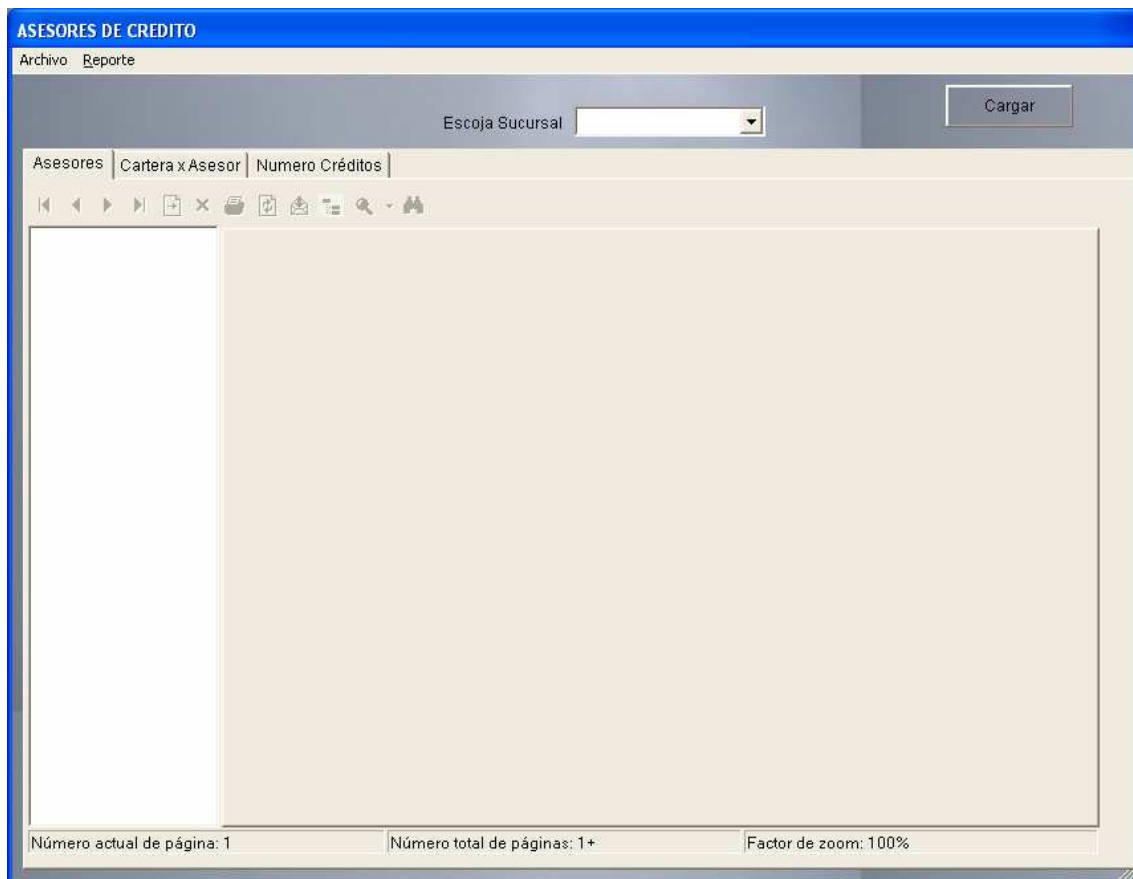 ASESORES DE CREDITO
Archivo Reporte
Escoja Sucursal
Cargar
Asesores Cartera x Asesor Numero Créditos
Número actual de página: 1 Número total de páginas: 1+ Factor de zoom: 100%